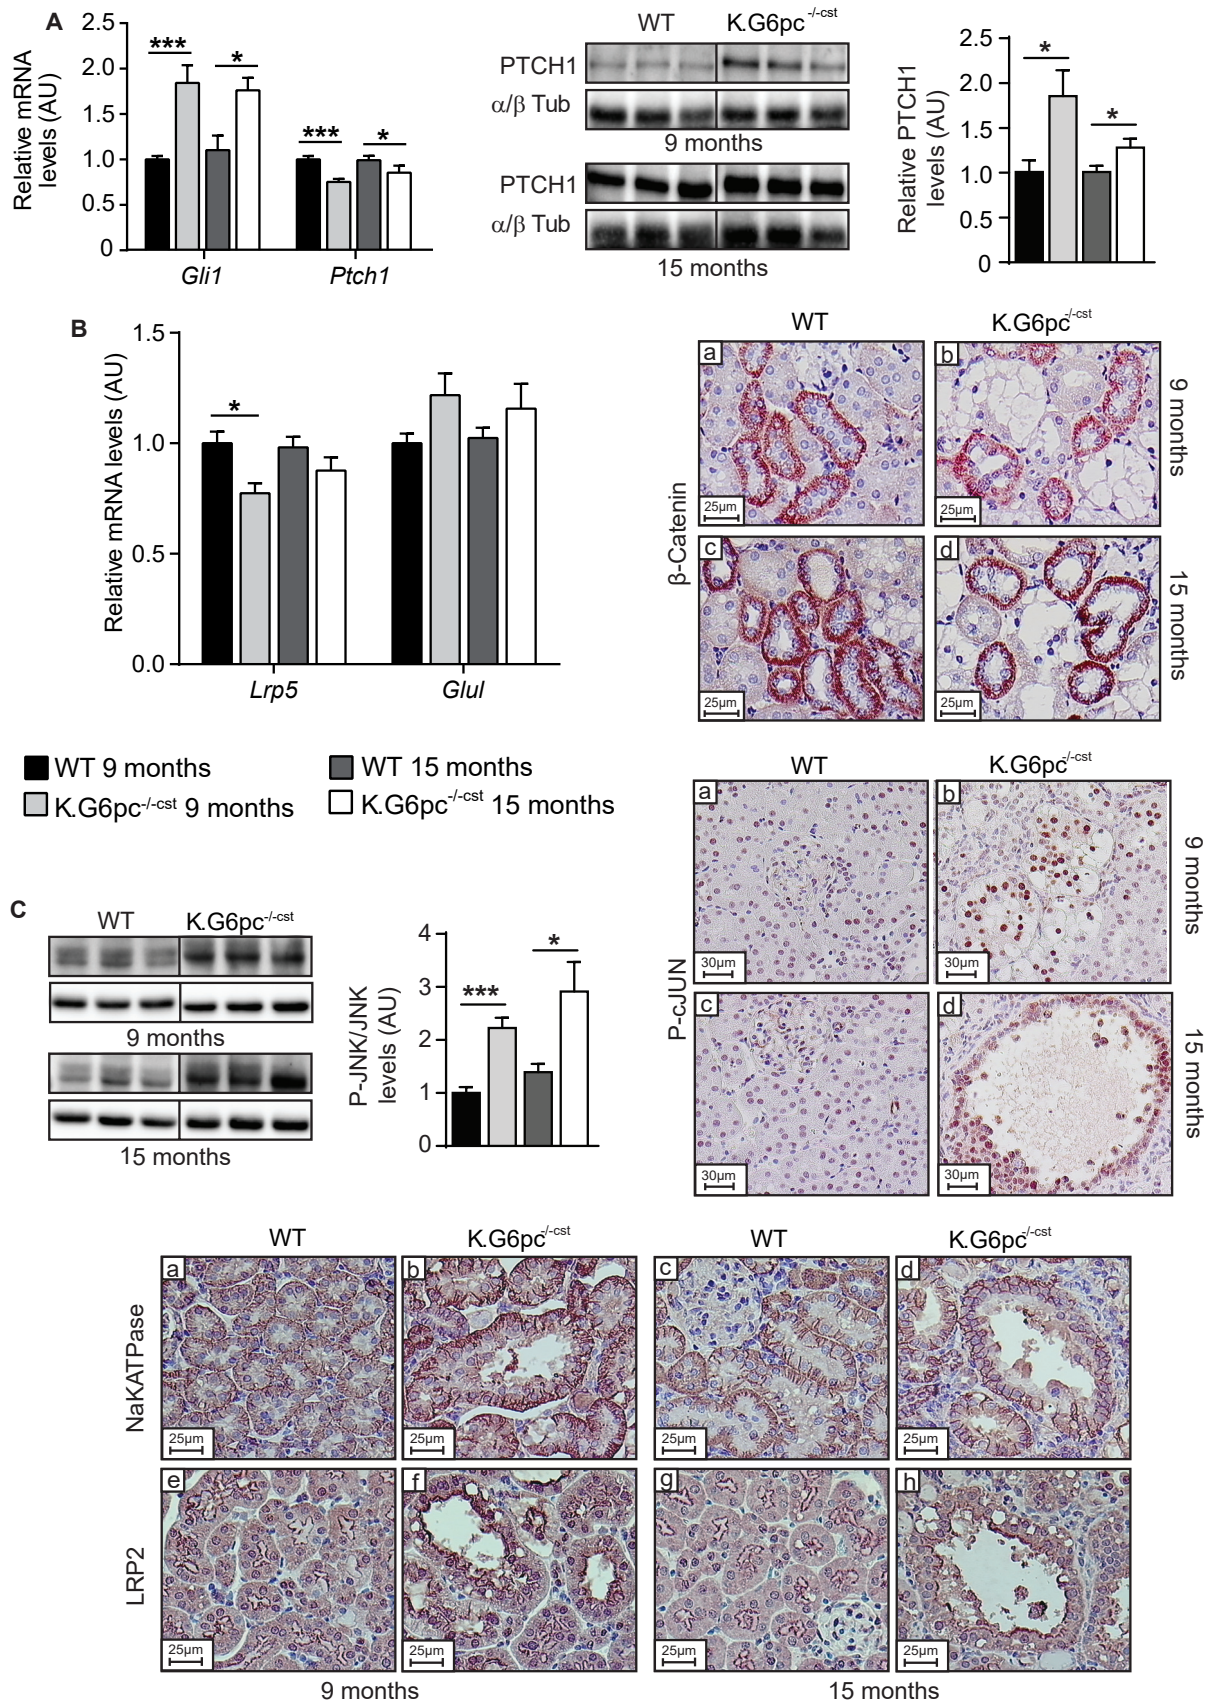 A
Relative mRNA
levels (AU)
2.5
2.0
1.5
1.0
0.5
0
***
*
***
*
Gli1
Ptch1
WT
K.G6pc-/-cst
PTCH1
α/β Tub
9 months
PTCH1
α/β Tub
15 months
Relative PTCH1
levels (AU)
2.5
2.0
1.5
1.0
0.5
0
*
*
B
Relative mRNA levels (AU)
1.5
1.0
0.5
0.0
*
Lrp5
Glul
WT
K.G6pc-/-cst
β-Catenin
a
25µm
b
25µm
9 months
c
25µm
d
25µm
15 months
WT 9 months
WT 15 months
K.G6pc-/-cst 9 months
K.G6pc-/-cst 15 months
C
WT
K.G6pc-/-cst
9 months
15 months
P-JNK/JNK
levels (AU)
4
3
2
1
0
***
*
WT
K.G6pc-/-cst
P-cJUN
a
30µm
b
30µm
9 months
c
30µm
d
30µm
15 months
WT
K.G6pc-/-cst
WT
K.G6pc-/-cst
NaKATPase
a
25µm
b
25µm
c
25µm
d
25µm
LRP2
e
25µm
f
25µm
g
25µm
h
25µm
9 months
15 months